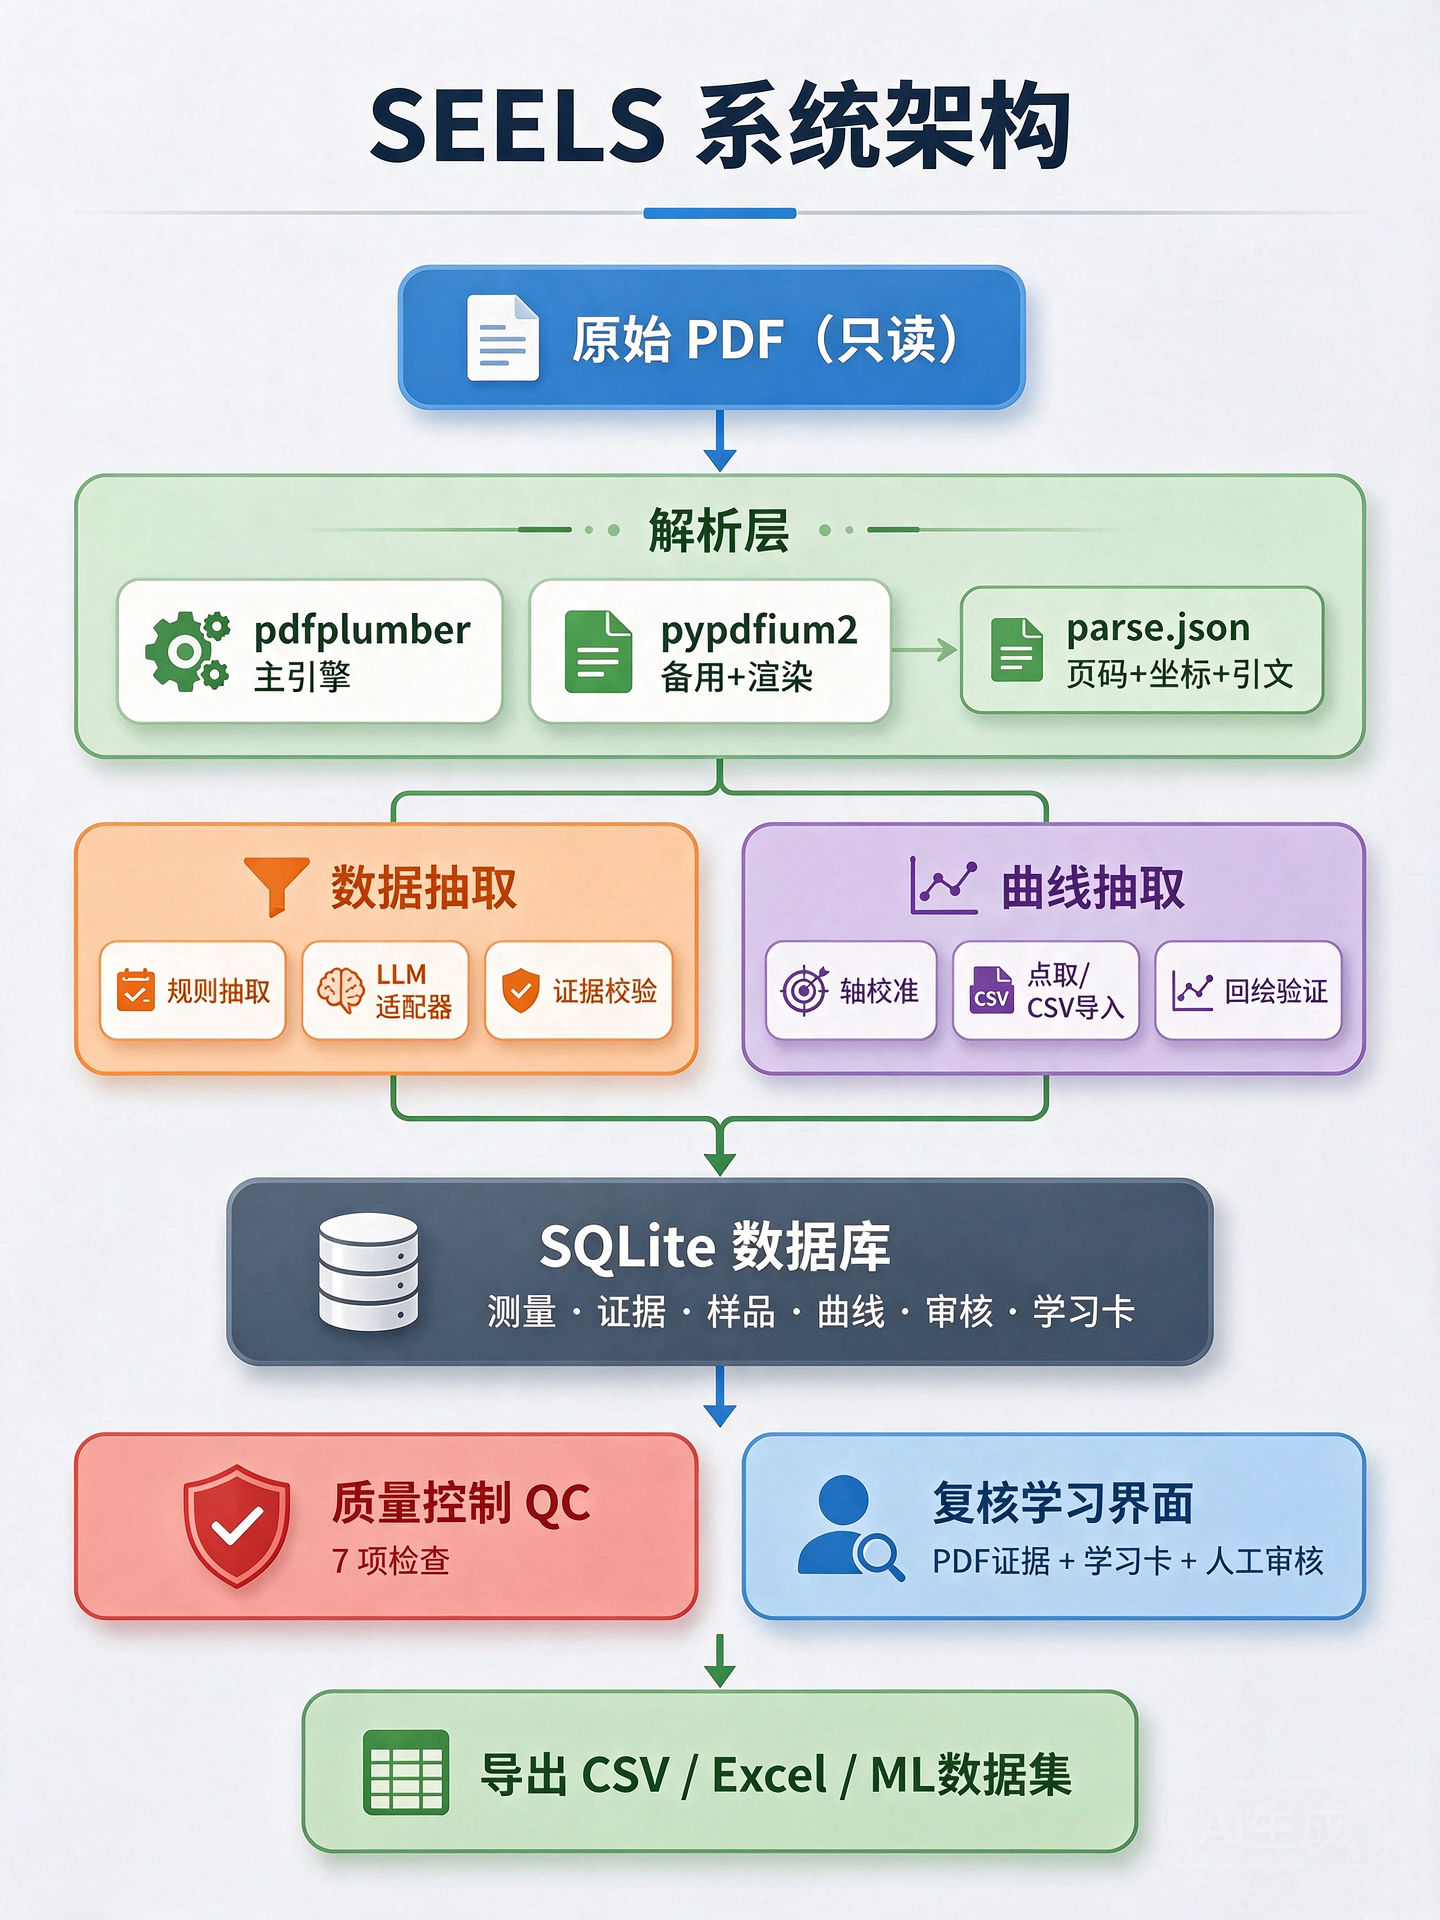 SEELS 系统架构
原始 PDF（只读）
解析层
pdfplumber
主引擎
pypdfium2
备用+渲染
parse.json
页码+坐标+引文
数据抽取
规则抽取
LLM
适配器
证据校验
曲线抽取
轴校准
CSV
点取/
CSV导入
回绘验证
SQLite 数据库
测量 · 证据 · 样品 · 曲线 · 审核 · 学习卡
质量控制 QC
7 项检查
复核学习界面
PDF证据 + 学习卡 + 人工审核
导出 CSV / Excel / ML数据集
AI生成